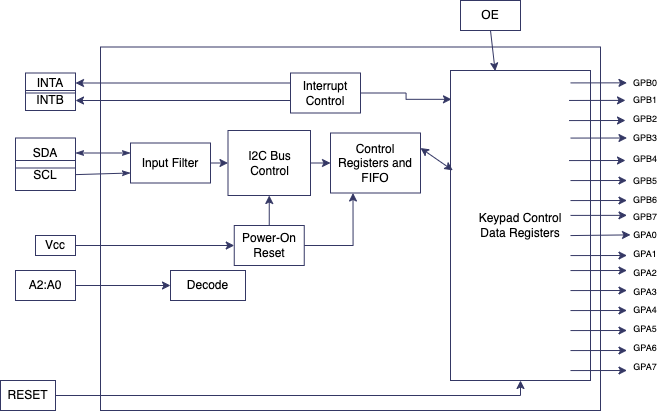 OE
INTA
INTB
Interrupt
Control
SDA
SCL
Input Filter
I2C Bus
Control
Control
Registers and
FIFO
Vcc
Power-On
Reset
A2:A0
Decode
RESET
Keypad Control
Data Registers
GPB0
GPB1
GPB2
GPB3
GPB4
GPB5
GPB6
GPB7
GPA0
GPA1
GPA2
GPA3
GPA4
GPA5
GPA6
GPA7